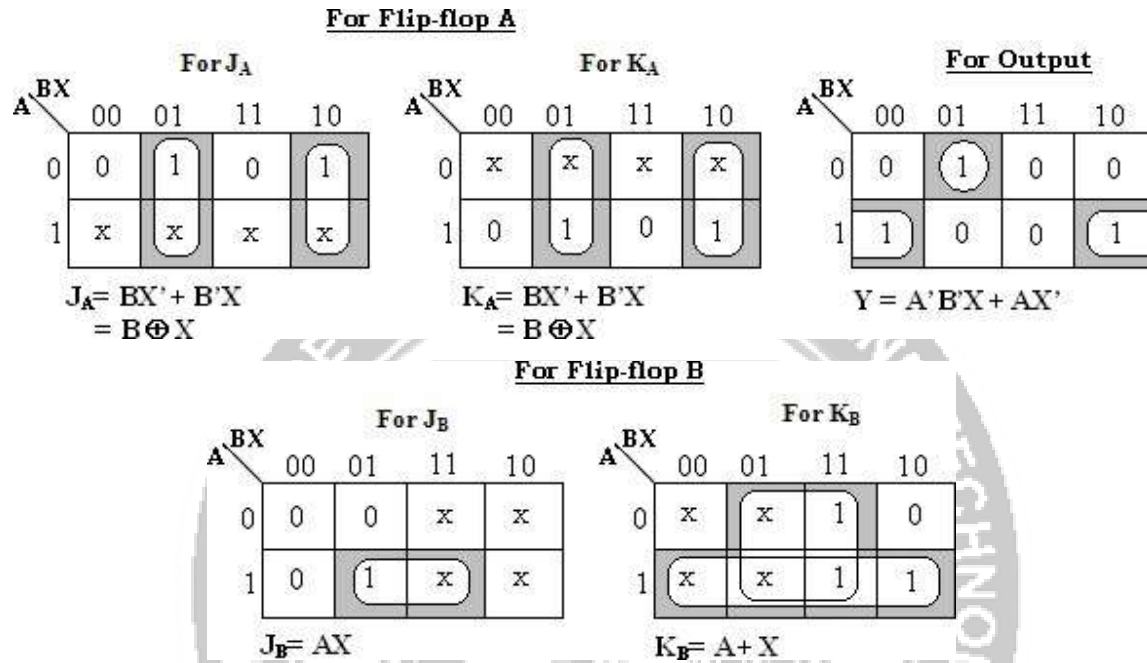 For Flip-flop A
For JA For KA For Output
A BX 00 01 11 10 A BX 00 01 11 10 A BX 00 01 11 10
0 0 1 0 1 0 x x x x 0 0 1 0 0
1 x x x x 1 0 1 0 1 1 1 0 0 1
JA= BX’+ B’X KA= BX’+ B’X Y = A’B’X + AX’
= B⊕X = B⊕X
For Flip-flop B
For JB For KB
A BX 00 01 11 10 A BX 00 01 11 10
0 0 0 x x 0 x x 1 0
1 0 1 x x 1 x x 1 1
JB= AX KB= A+ X